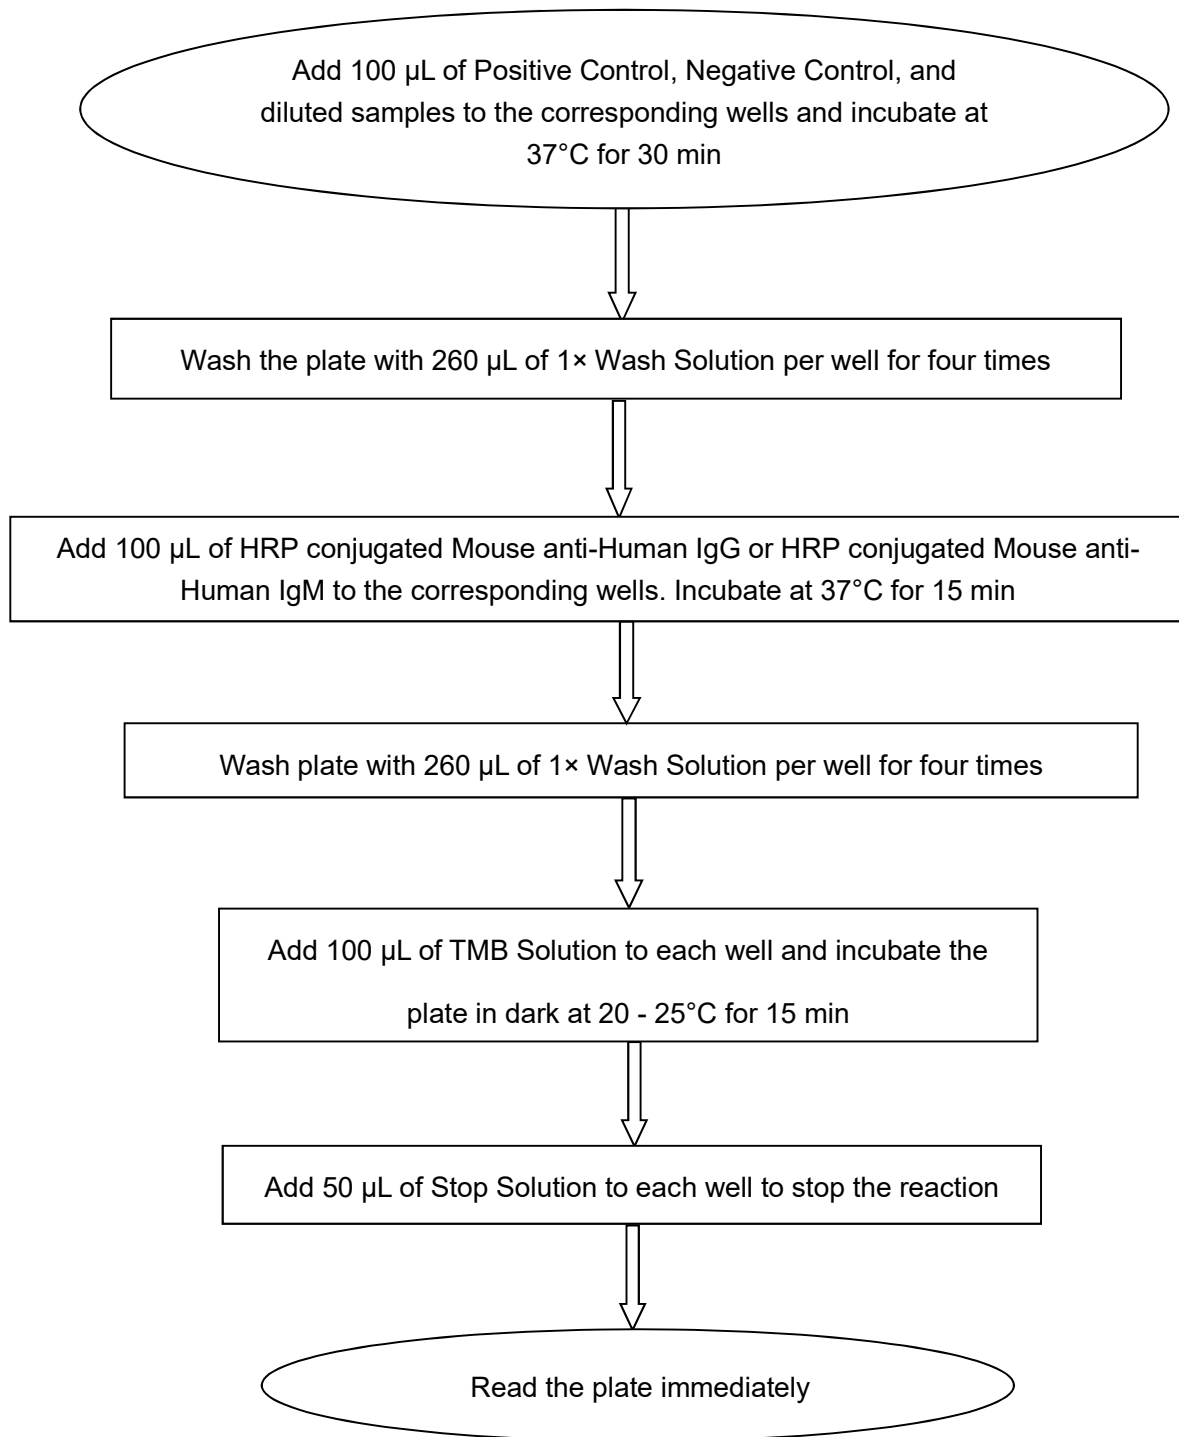 Add 100 µL of Positive Control, Negative Control, and
diluted samples to the corresponding wells and incubate at
37°C for 30 min
Wash the plate with 260 µL of 1× Wash Solution per well for four times
Add 100 µL of HRP conjugated Mouse anti-Human IgG or HRP conjugated Mouse anti-
Human IgM to the corresponding wells. Incubate at 37°C for 15 min
Wash plate with 260 µL of 1× Wash Solution per well for four times
Add 100 µL of TMB Solution to each well and incubate the
plate in dark at 20 - 25°C for 15 min
Add 50 µL of Stop Solution to each well to stop the reaction
Read the plate immediately